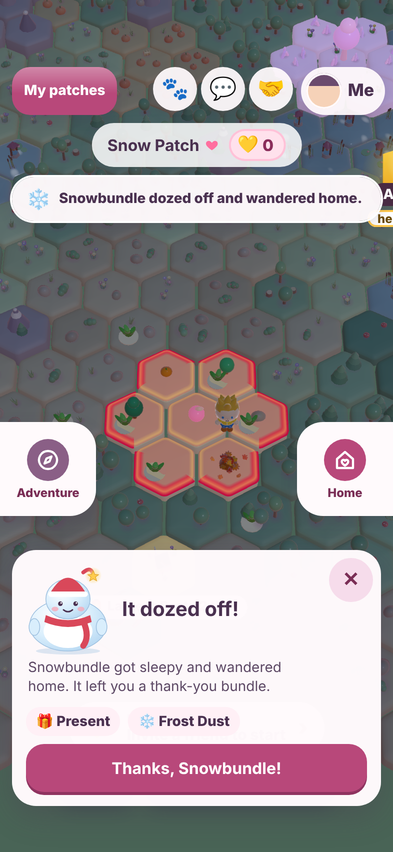 My patches
Me
Snow Patch
0
Snowbundle dozed off and wandered home.
A
he
Adventure
Home
It dozed off!
Snowbundle got sleepy and wandered
home. It left you a thank-you bundle.
Present
Frost Dust
Thanks, Snowbundle!